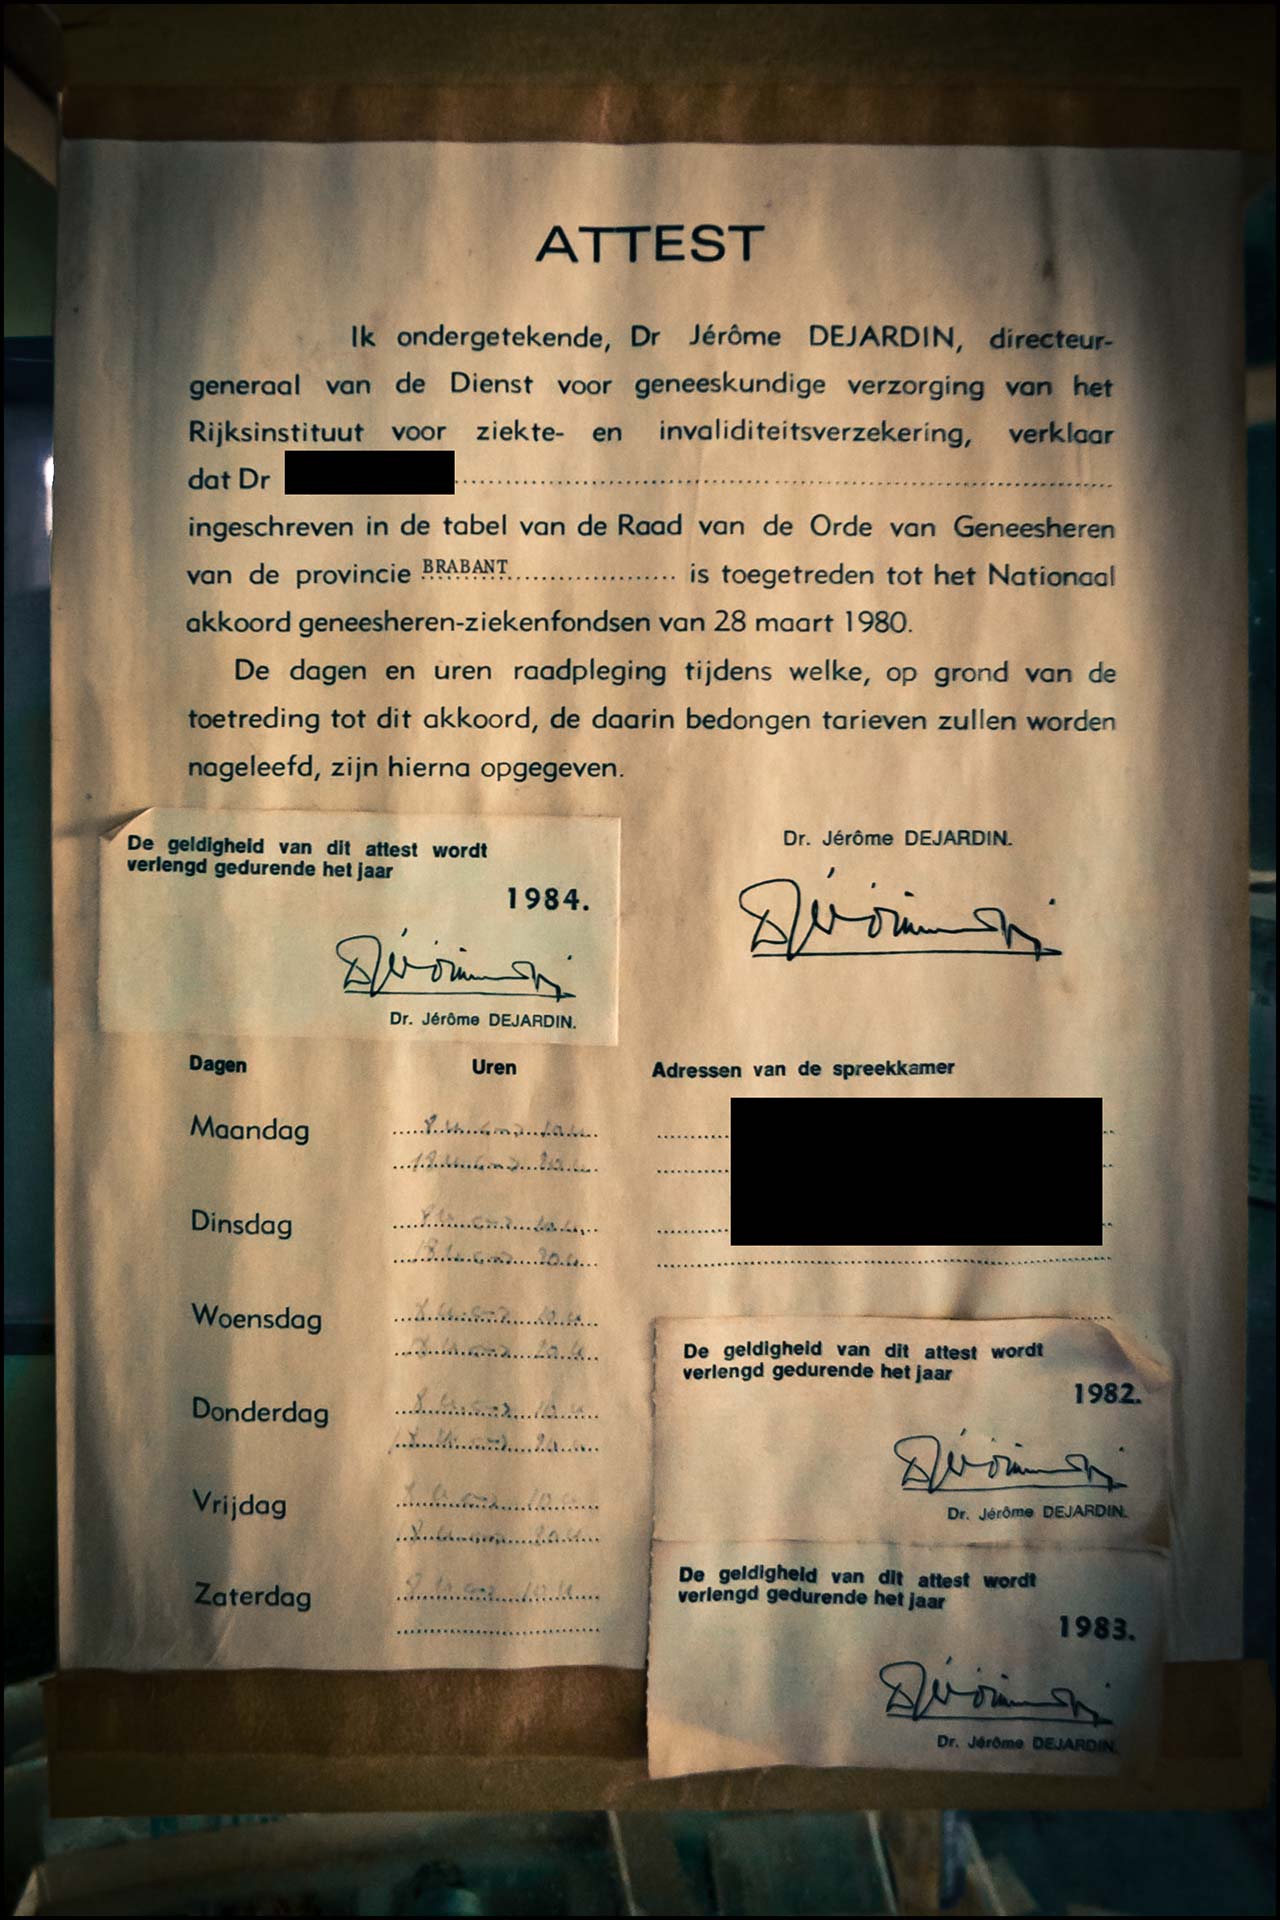 ATTEST
Ik ondergetekende, Dr Jérôme DEJARDIN, directeur-
generaal van de Dienst voor geneeskundige verzorging van het
Rijksinstituut voor ziekte- en invaliditeitsverzekering, verklaar
dat Dr
ingeschreven in de tabel van de Raad van de Orde van Geneesheren
van de provincie BRABANT is toegetreden tot het Nationaal
akkoord geneesheren-ziekenfondsen van 28 maart 1980.
De dagen en uren raadpleging tijdens welke, op grond van de
toetreding tot dit akkoord, de daarin bedongen tarieven zullen worden
nageleefd, zijn hierna opgegeven.
De geldigheid van dit attest wordt
verlengd gedurende het jaar
1984.
Dr. Jérôme DEJARDIN.
Dr. Jérôme DEJARDIN.
Dagen Uren Adressen van de spreekkamer
Maandag
Dinsdag
Woensdag
Donderdag
Vrijdag
Zaterdag
De geldigheid van dit attest wordt
verlengd gedurende het jaar
1982.
Dr. Jérôme DEJARDIN.
De geldigheid van dit attest wordt
verlengd gedurende het jaar
1983.
Dr. Jérôme DEJARDIN.